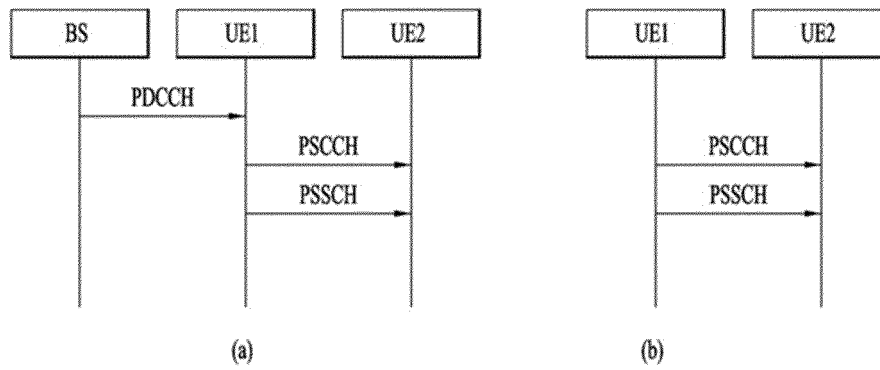 BS UE1 UE2 UE1 UE2
PDCCH
PSCCH PSCCH
PSSCH PSSCH
(a) (b)